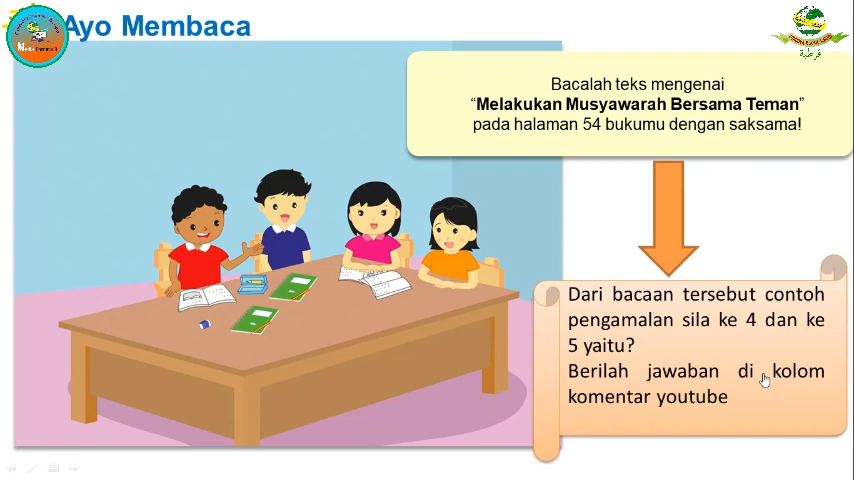 Ayo Membaca
Bacalah teks mengenai
“Melakukan Musyawarah Bersama Teman”
pada halaman 54 bukumu dengan saksama!
Dari bacaan tersebut contoh
pengamalan sila ke 4 dan ke
5 yaitu?
Berilah jawaban di kolom
komentar youtube